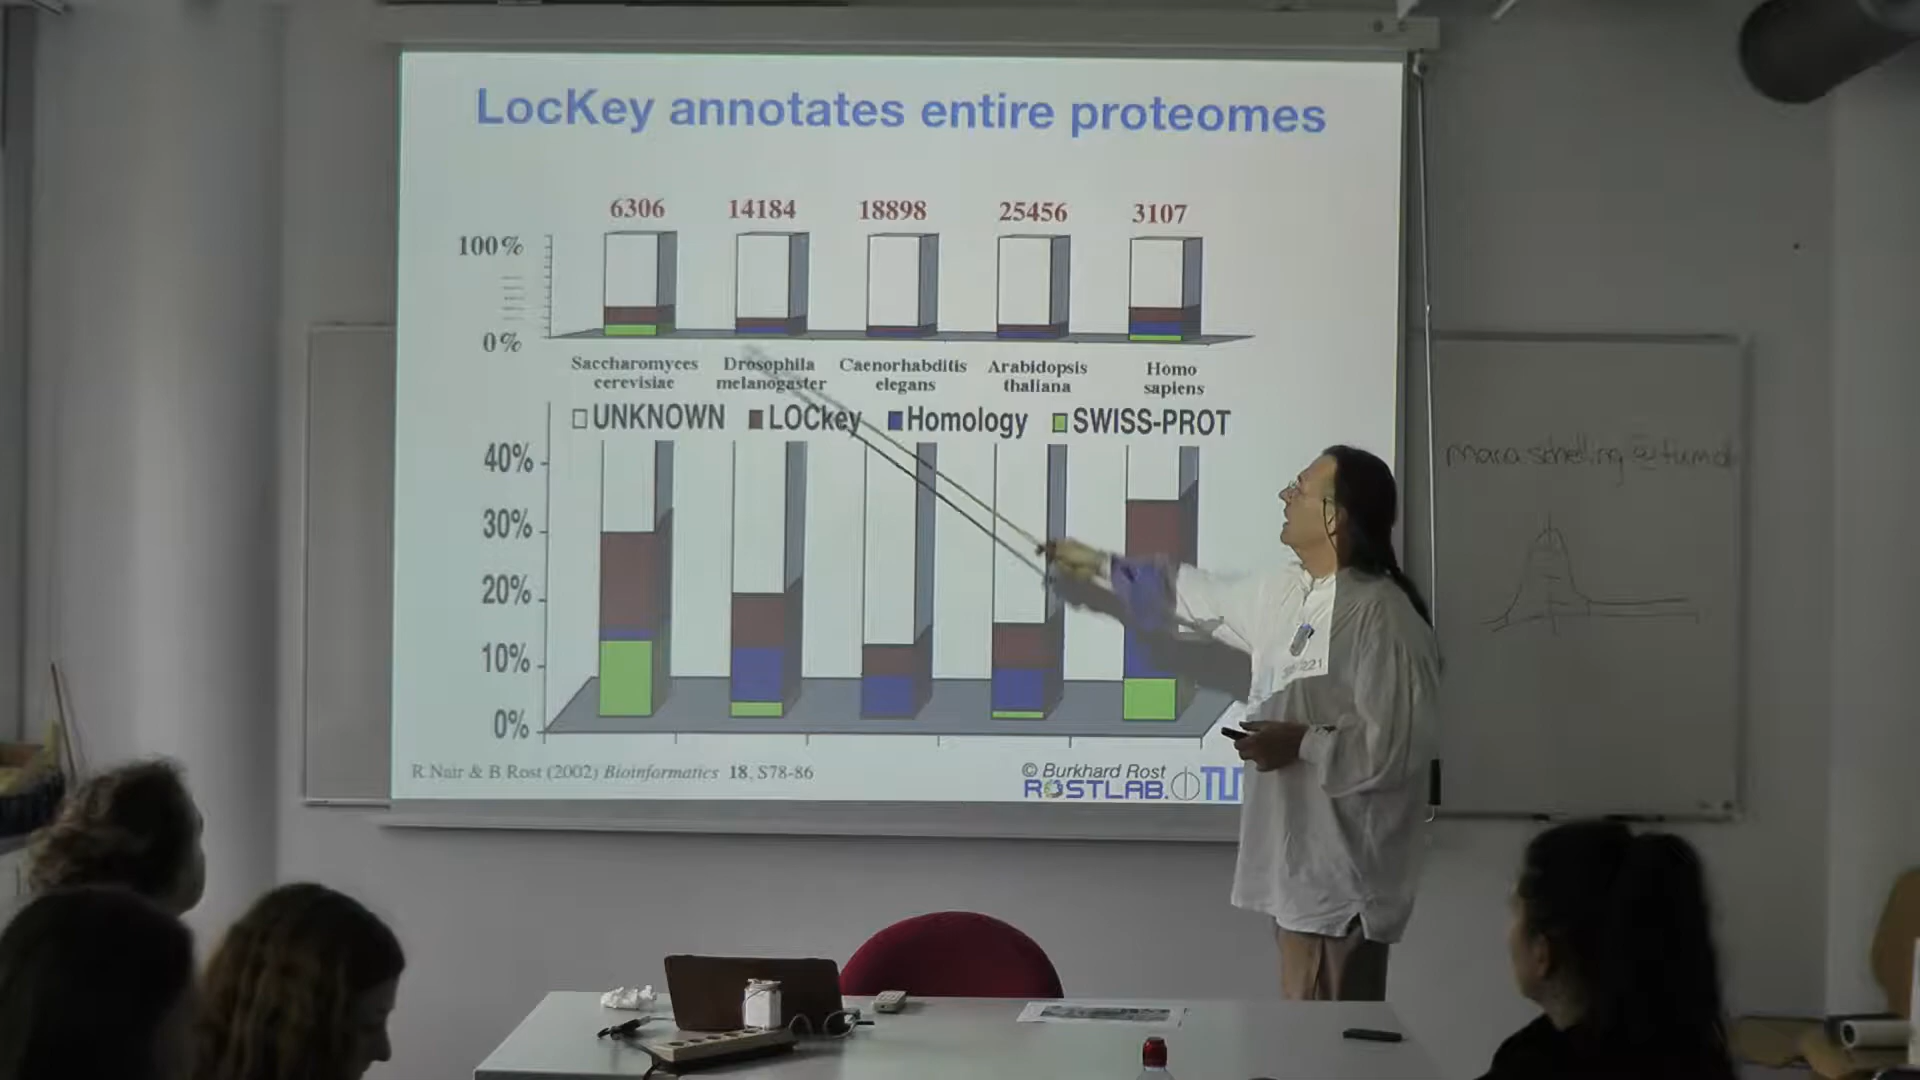 LocKey annotates entire proteomes
6306 14184 18898 25456 3107
100%
0%
Saccharomyces cerevisiae
Drosophila melanogaster
Caenorhabditis elegans
Arabidopsis thaliana
Homo sapiens
UNKNOWN LOCkey Homology SWISS-PROT
40%
30%
20%
10%
0%
R Nair & B Rost (2002) Bioinformatics 18, S78-86
© Burkhard Rost
ROSTLAB.